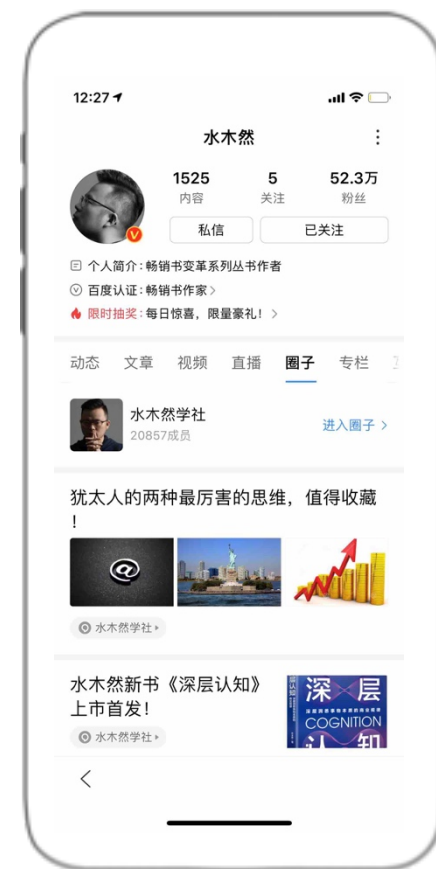 12:27
水木然
1525
5
52.3万
内容
关注
粉丝
私信
已关注
个人简介:畅销书变革系列丛书作者
百度认证:畅销书作家>
限时抽奖:每日惊喜,限量豪礼! >
动态 文章 视频 直播 圈子 专栏
水木然学社
20857成员
进入圈子 >
犹太人的两种最厉害的思维,值得收藏
!
@
水木然学社
水木然新书《深层认知》
上市首发!
深 层
COGNITION
认 知
水木然学社